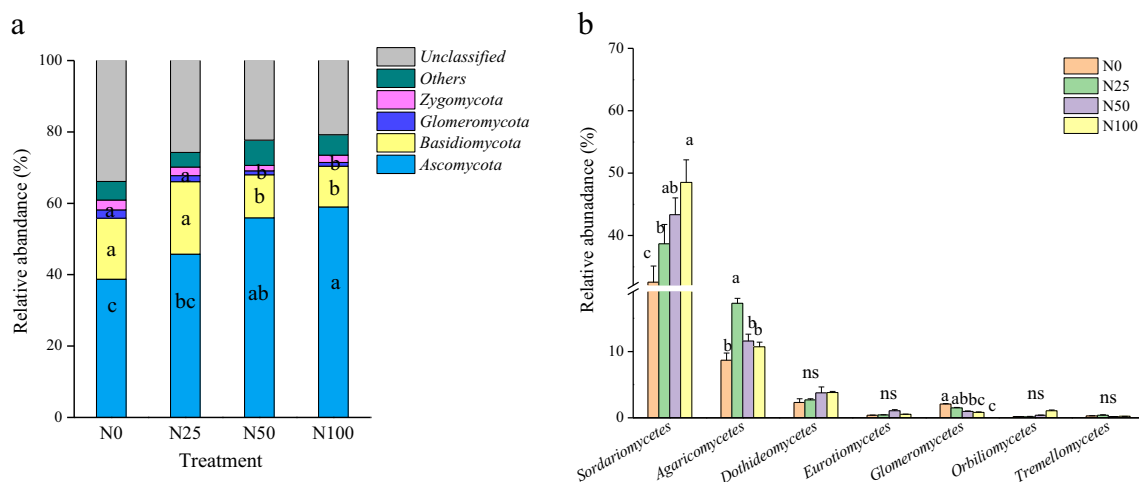 a
Relative abandance (%)
100
80
60
40
20
0
Unclassified
Others
Zygomycota
Glomeromycota
Basidiomycota
Ascomycota
a a b b
a a b b
c bc ab a
N0 N25 N50 N100
Treatment
b
Relative abunadance (%)
70
60
50
40
10
0
N0
N25
N50
N100
c b ab a
b a b b
ns
ns
a ab bc c
ns
ns
Sordariomycetes
Agaricomycetes
Dothideomycetes
Eurotiomycetes
Glomeromycetes
Orbiliomycetes
Tremellomycetes